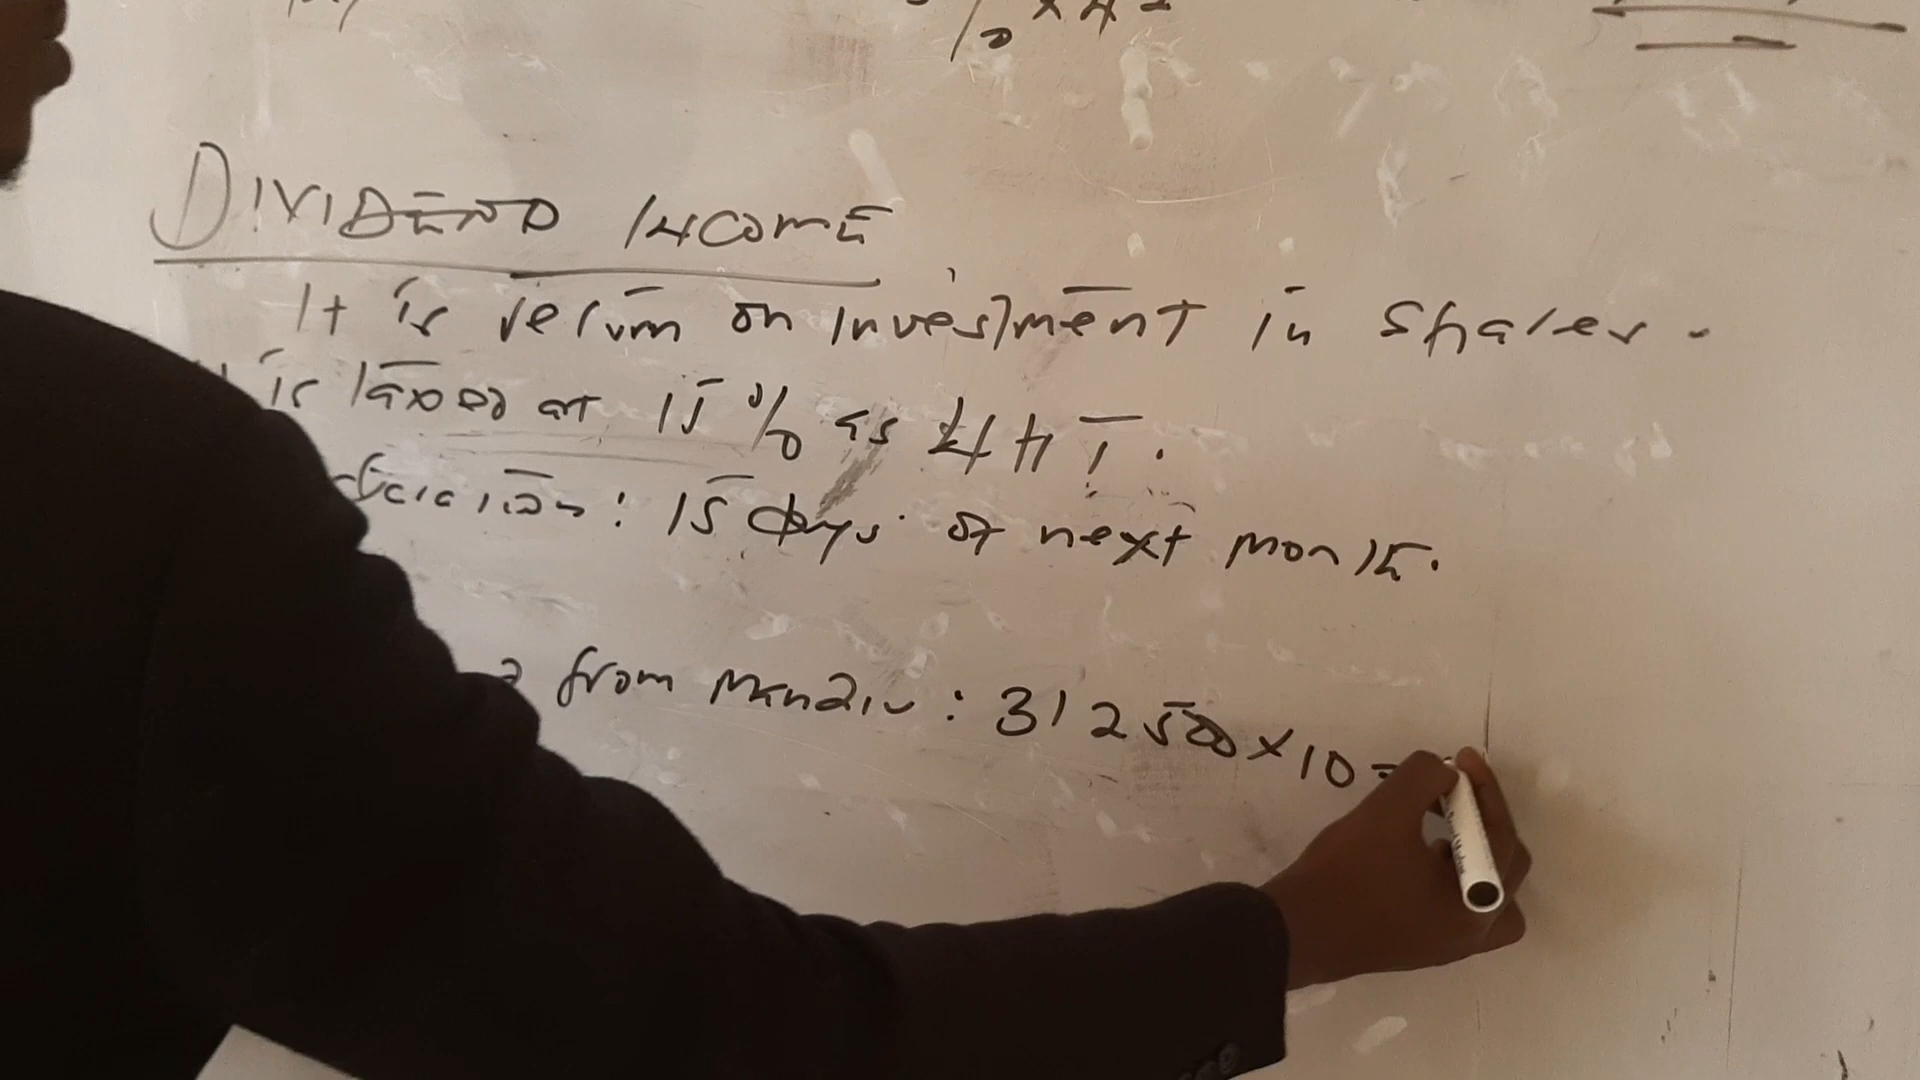 % × 4 =
DIVIDEND INCOME
It is return on investment in shares.
is taxed at 15% as WHT.
: 15 days of next month.
from : 312500 × 10 =